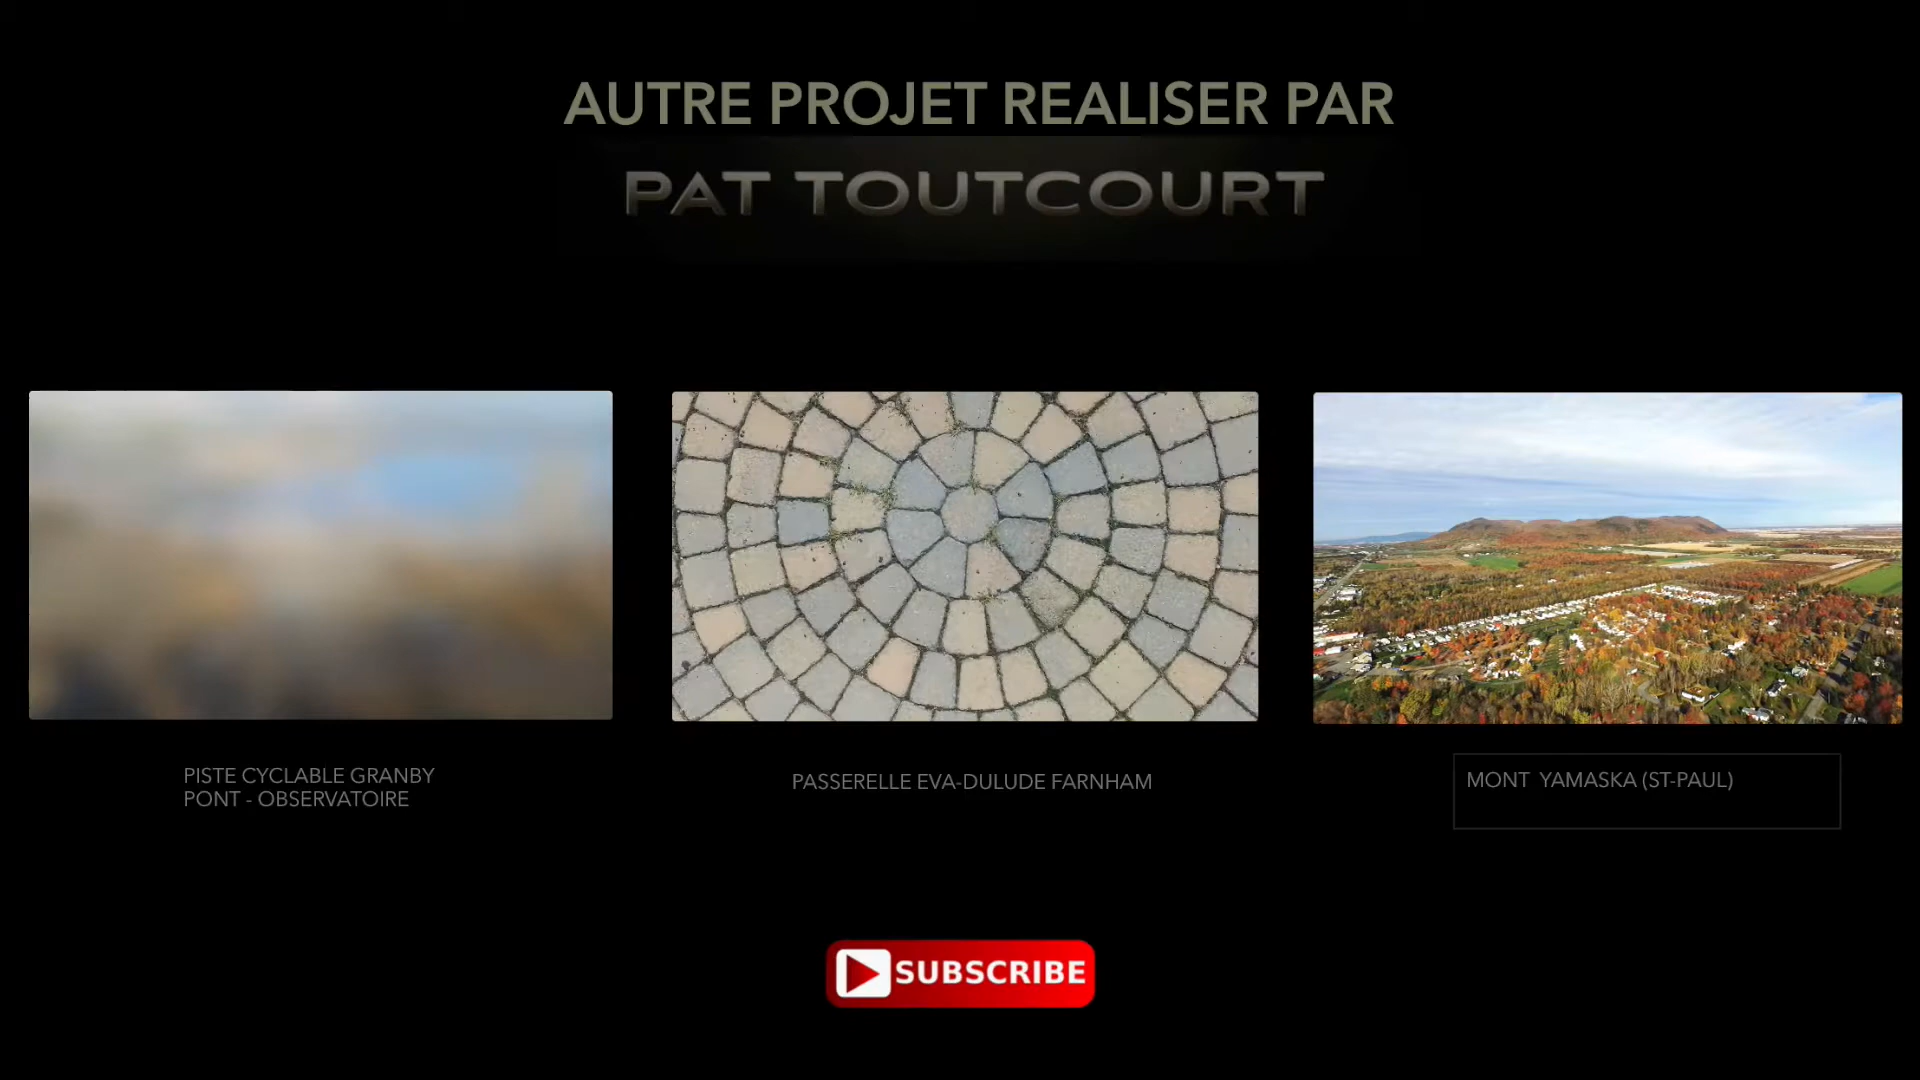 AUTRE PROJET REALISER PAR
PAT TOUTCOURT
PISTE CYCLABLE GRANBY
PONT - OBSERVATOIRE
PASSERELLE EVA-DULUDE FARNHAM
MONT YAMASKA (ST-PAUL)
SUBSCRIBE